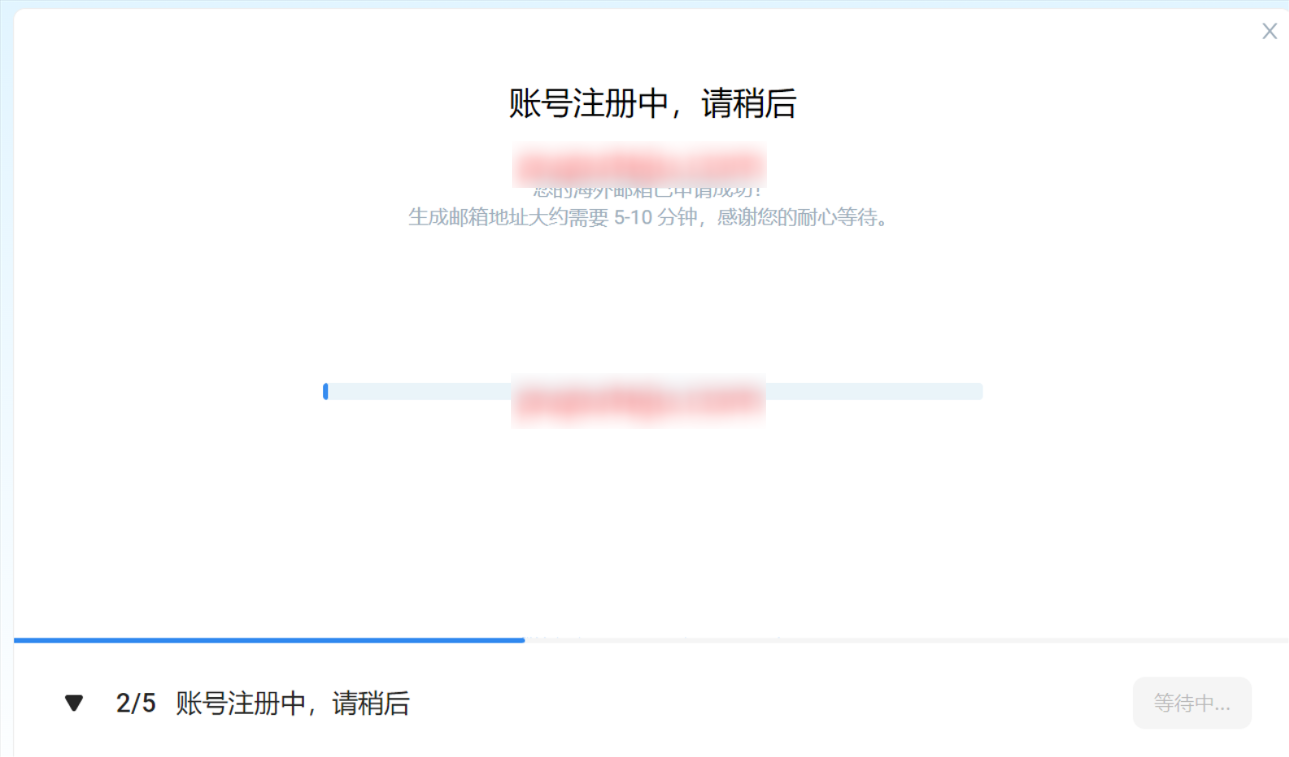 账号注册中，请稍后
您的海外邮箱已申请成功！
生成邮箱地址大约需要 5-10 分钟，感谢您的耐心等待。
2/5 账号注册中，请稍后
等待中...